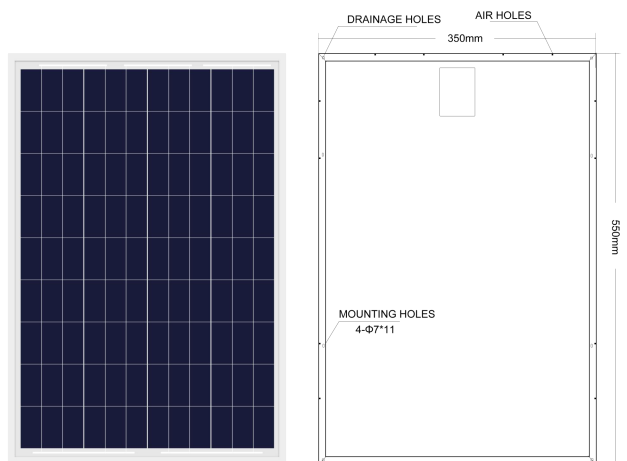 DRAINAGE HOLES
AIR HOLES
350mm
550mm
MOUNTING HOLES
4-Φ7*11